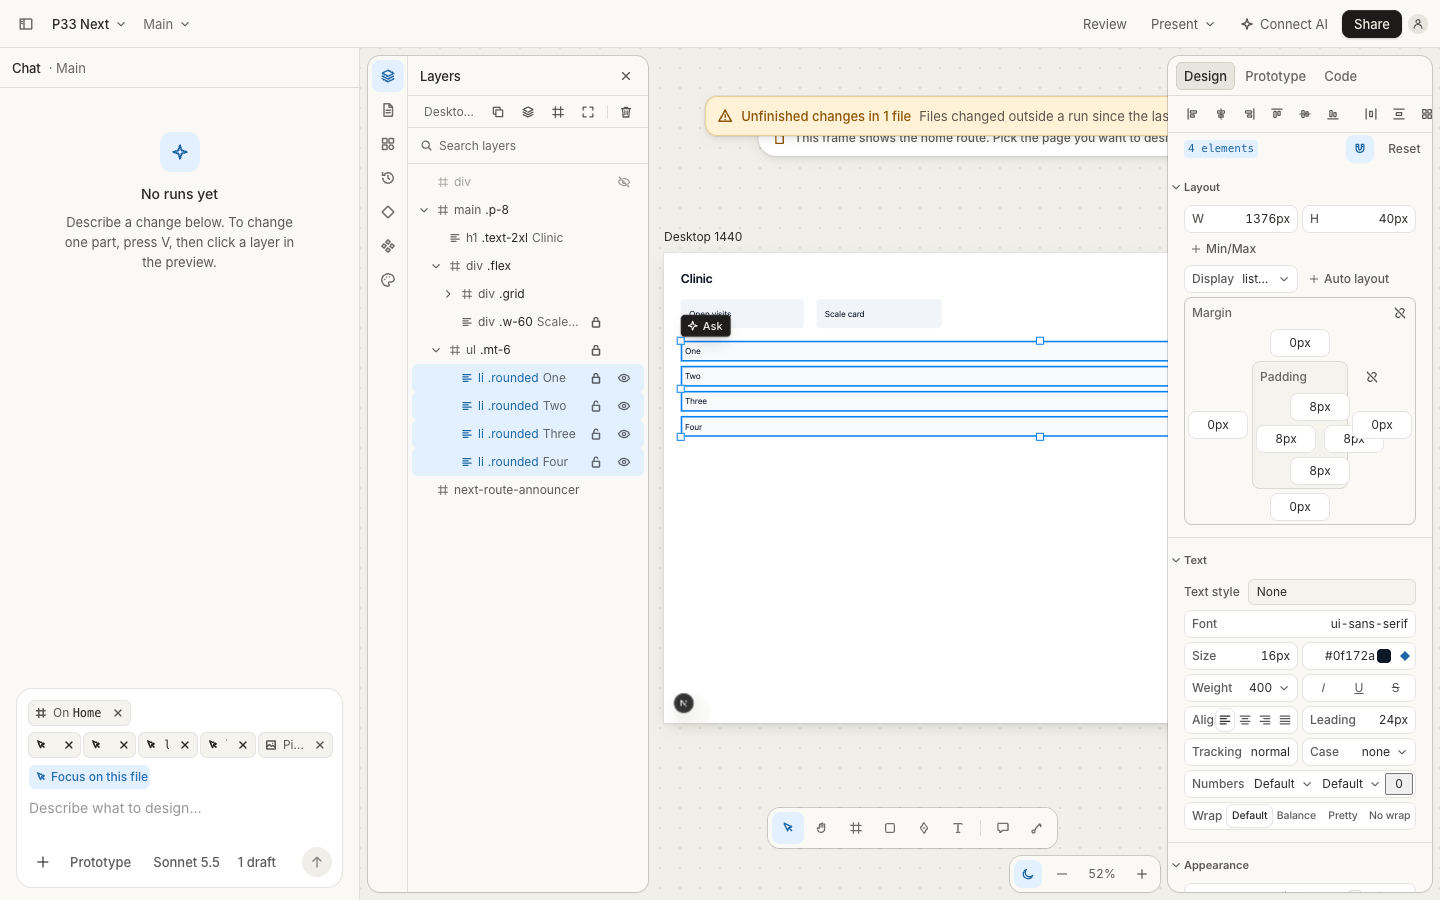 P33 Next
Main
Review
Present
Connect AI
Share
Chat · Main
No runs yet
Describe a change below. To change
one part, press V, then click a layer in
the preview.
On Home
l
Pi...
Focus on this file
Describe what to design...
Prototype
Sonnet 5.5
1 draft
Layers
Deskto...
Search layers
div
main .p-8
h1 .text-2xl Clinic
div .flex
div .grid
div .w-60 Scale...
ul .mt-6
li .rounded One
li .rounded Two
li .rounded Three
li .rounded Four
next-route-announcer
Unfinished changes in 1 file Files changed outside a run since the las
This frame shows the home route. Pick the page you want to desi
Desktop 1440
Clinic
Open visits
Scale card
Ask
One
Two
Three
Four
N
52%
Design
Prototype
Code
4 elements
Reset
Layout
W 1376px
H 40px
Min/Max
Display list...
Auto layout
Margin
0px
Padding
8px
0px
8px
8px
0px
8px
0px
Text
Text style None
Font ui-sans-serif
Size 16px
#0f172a
Weight 400
I U S
Alig
Leading 24px
Tracking normal
Case none
Numbers Default Default 0
Wrap Default Balance Pretty No wrap
Appearance